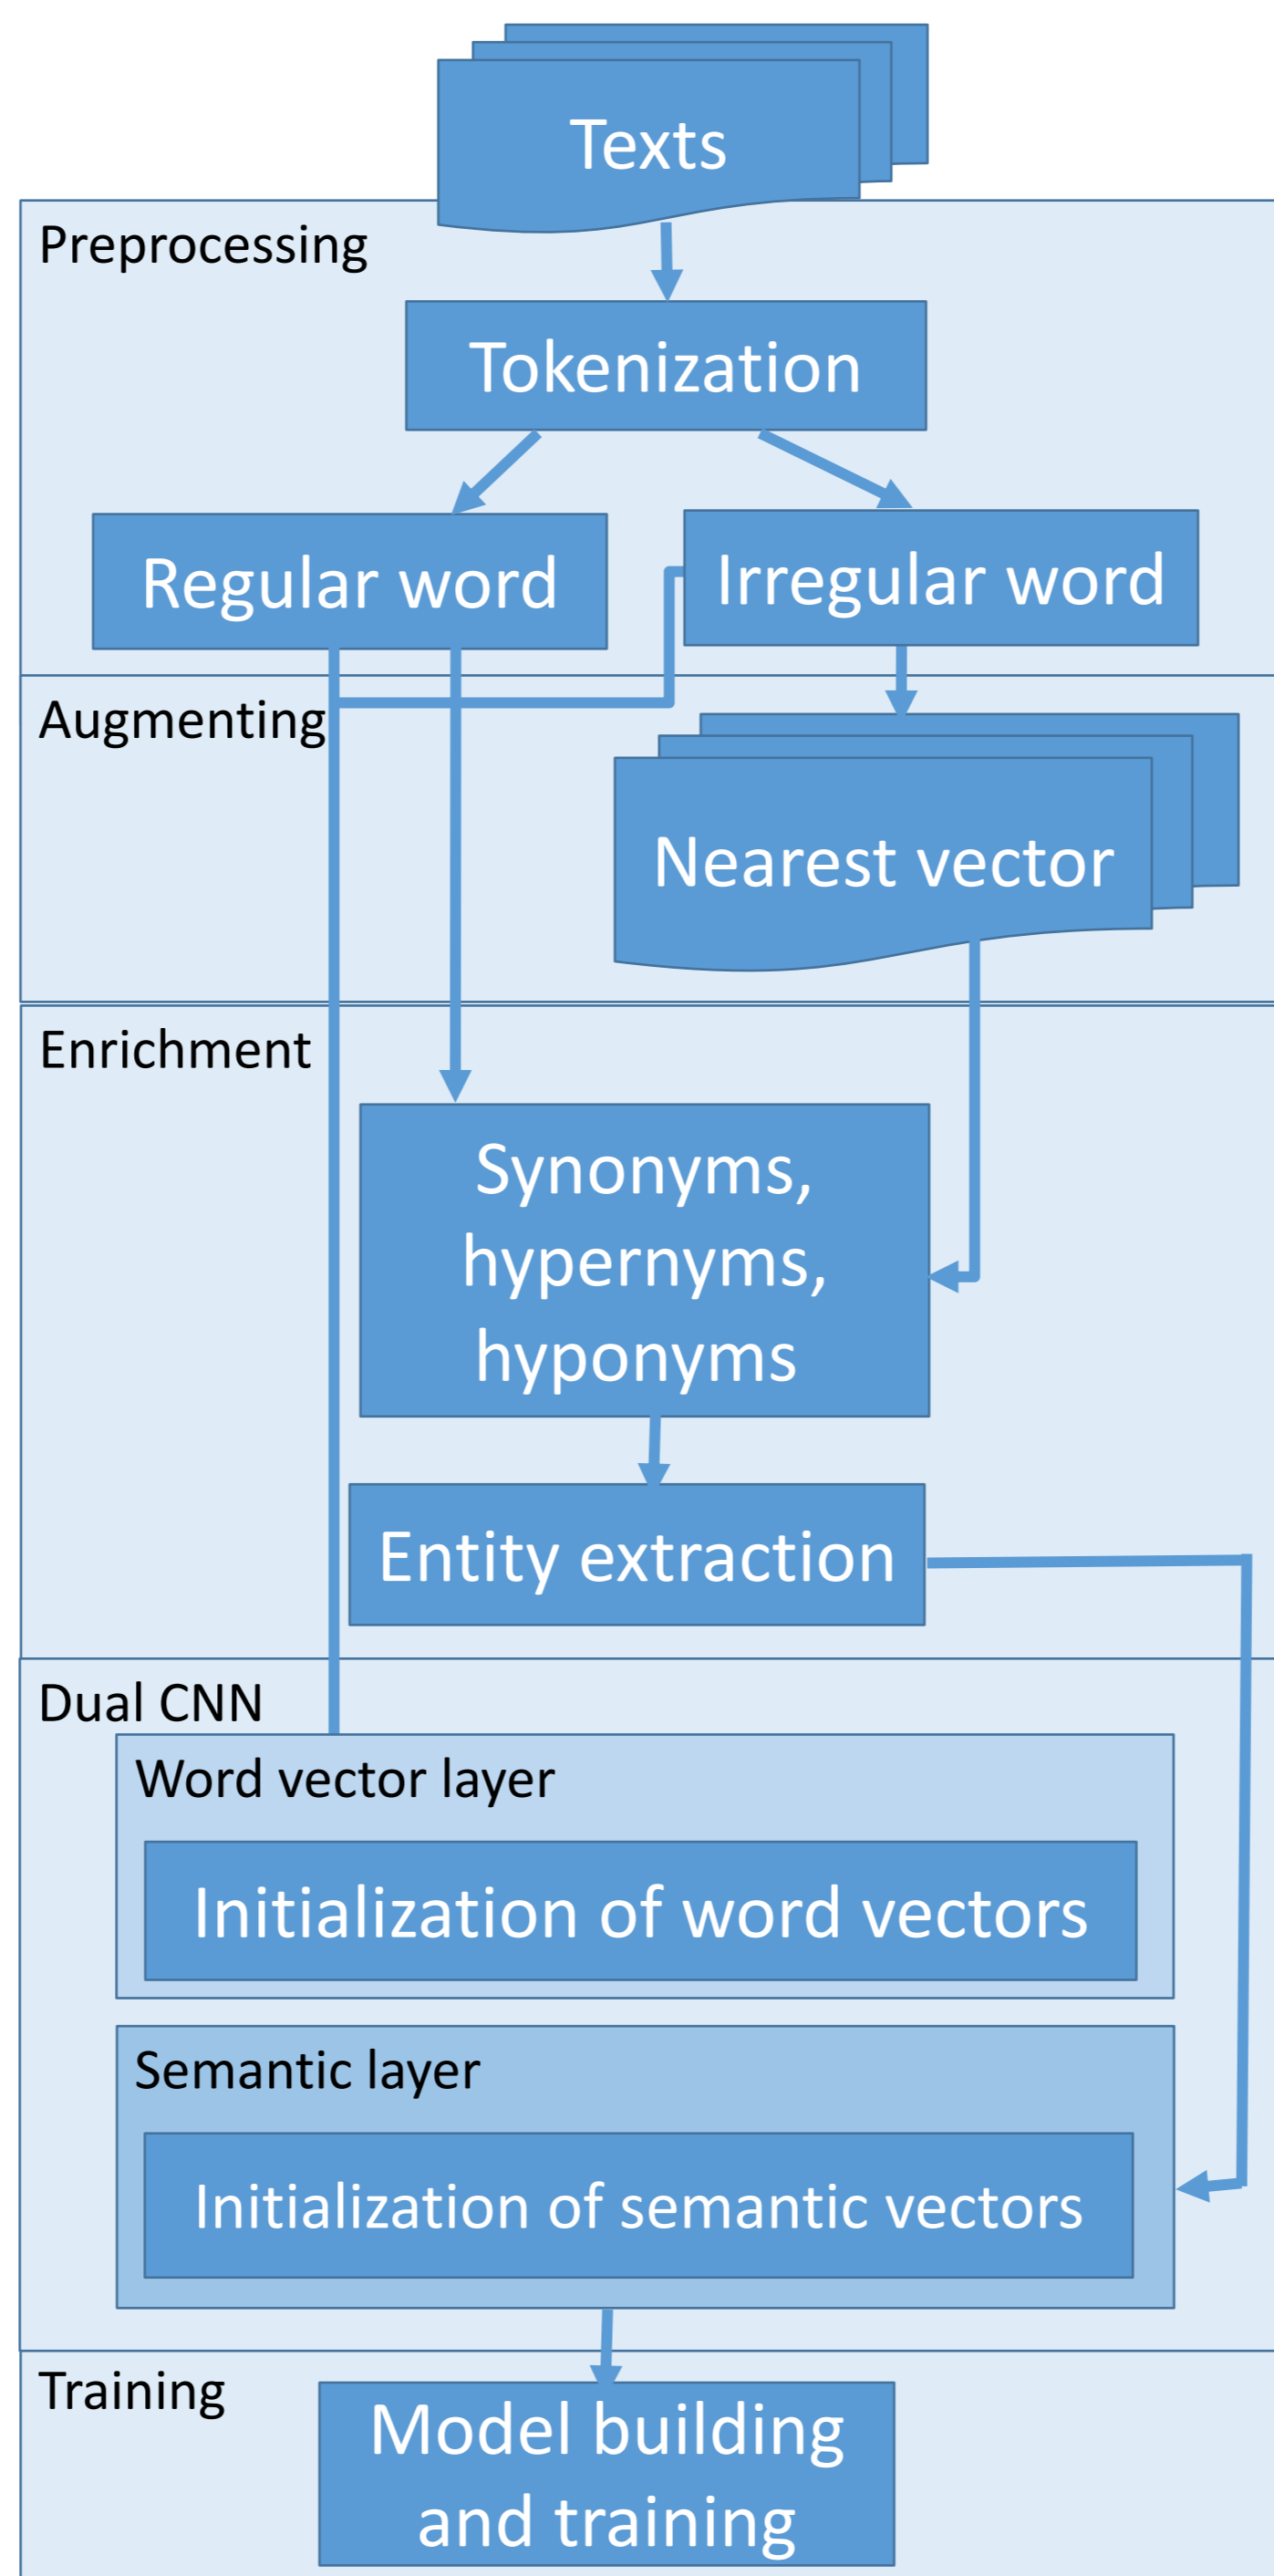 Texts
Preprocessing
Tokenization
Regular word
Irregular word
Augmenting
Nearest vector
Enrichment
Synonyms,
hypernyms,
hyponyms
Entity extraction
Dual CNN
Word vector layer
Initialization of word vectors
Semantic layer
Initialization of semantic vectors
Training
Model building
and training